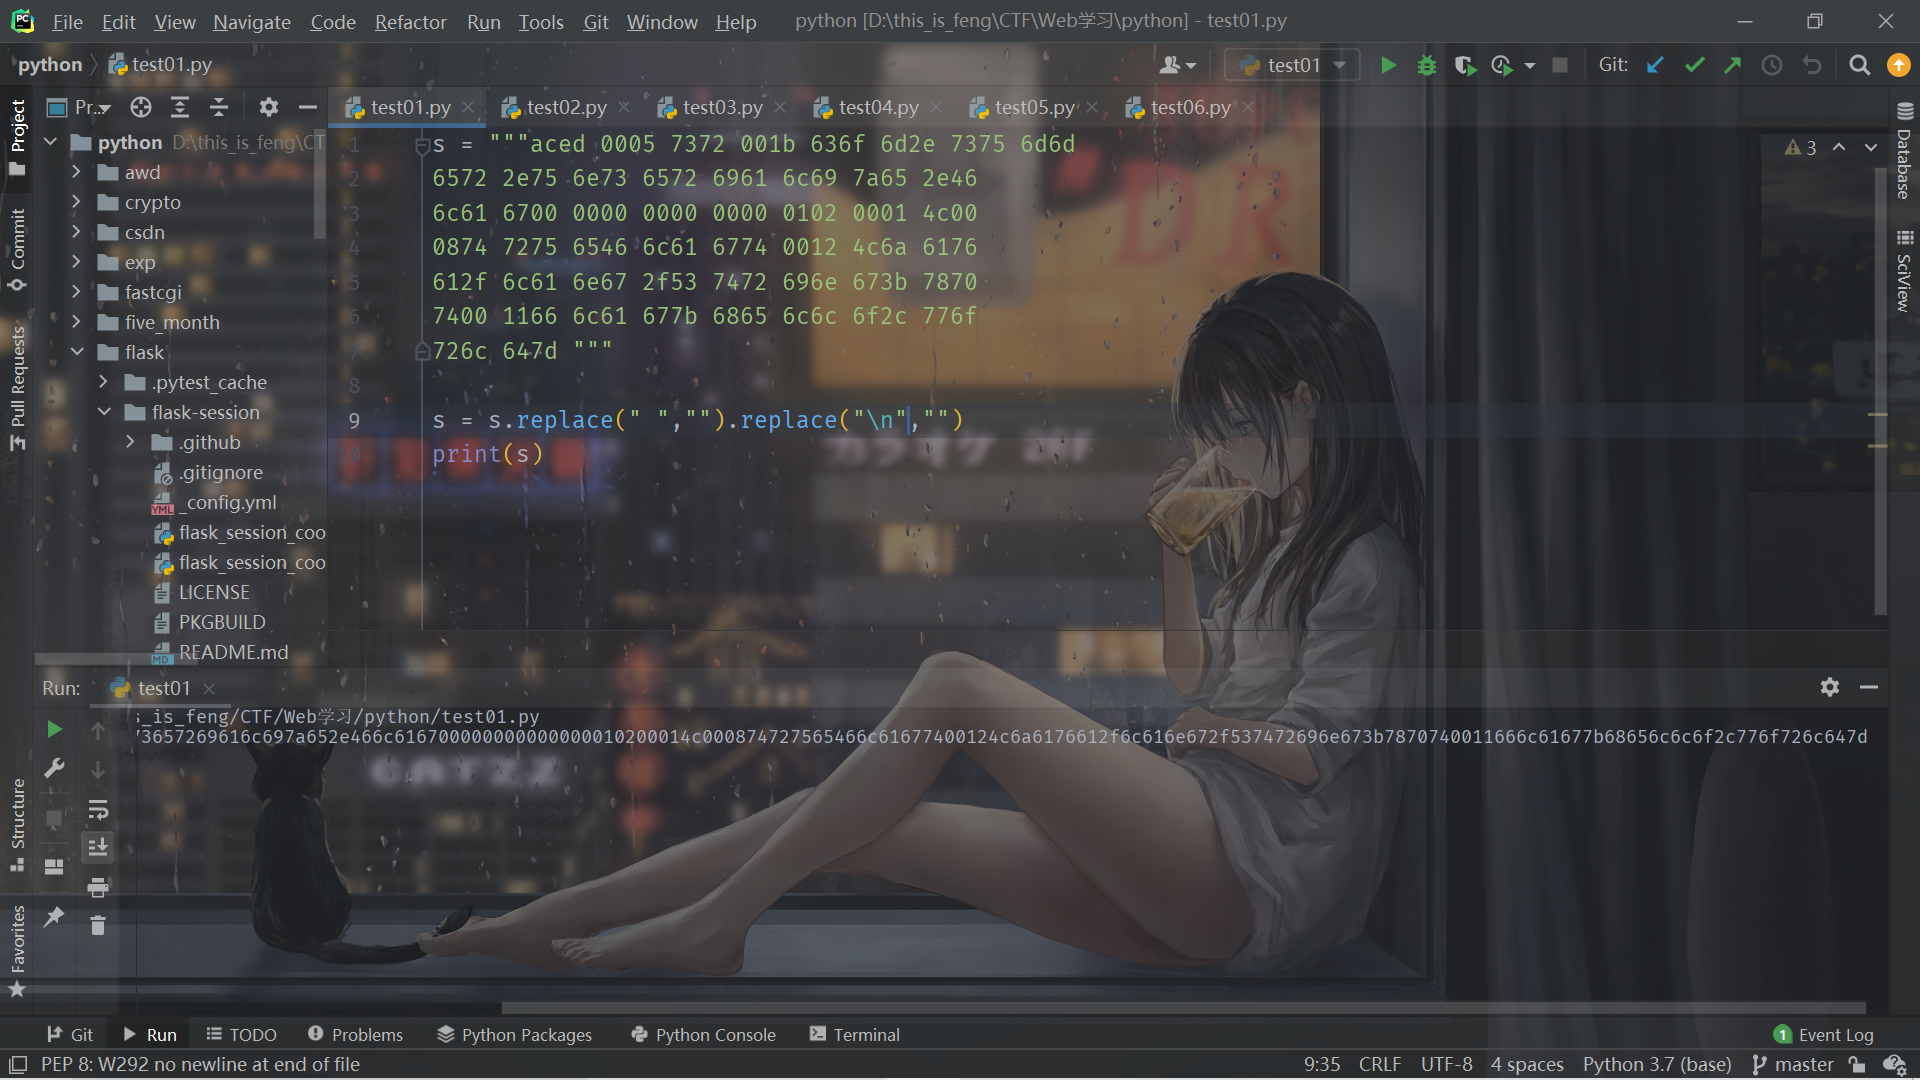 File Edit View Navigate Code Refactor Run Tools Git Window Help python [D:\this_is_feng\CTF\Web学习\python] - test01.py
python test01.py
test01
Git:
Project
Pr...
test01.py test02.py test03.py test04.py test05.py test06.py
python D:\this_is_feng\CT
awd
crypto
csdn
exp
fastcgi
five_month
flask
.pytest_cache
flask-session
.github
.gitignore
_config.yml
flask_session_coo
flask_session_coo
LICENSE
PKGBUILD
README.md
1 s = """aced 0005 7372 001b 636f 6d2e 7375 6d6d
2 6572 2e75 6e73 6572 6961 6c69 7a65 2e46
3 6c61 6700 0000 0000 0000 0102 0001 4c00
4 0874 7275 6546 6c61 6774 0012 4c6a 6176
5 612f 6c61 6e67 2f53 7472 696e 673b 7870
6 7400 1166 6c61 677b 6865 6c6c 6f2c 776f
7 726c 647d """
8
9 s = s.replace(" ","").replace("\n","")
10 print(s)
3
Database
SciView
Commit
Pull Requests
Structure
Favorites
"DR
カラオケ
Run: test01
s_is_feng/CTF/Web学习/python/test01.py
73657269616c697a652e466c61670000000000000000010200014c000874727565466c61677400124c6a6176612f6c616e672f537472696e673b7870740011666c61677b68656c6c6f2c776f726c647d
Git Run TODO Problems Python Packages Python Console Terminal 1 Event Log
PEP 8: W292 no newline at end of file 9:35 CRLF UTF-8 4 spaces Python 3.7 (base) master